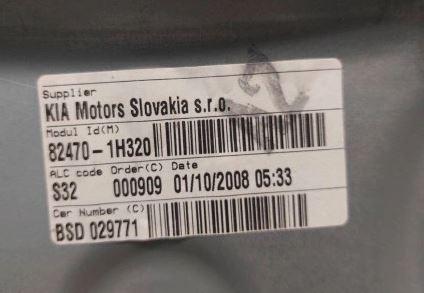 Supplier
KIA Motors Slovakia s.r.o.
Modul Id(M)
82470-1H320
ALC code Order(C) Date
S32 000909 01/10/2008 05:33
Car Number (C)
BSD 029771